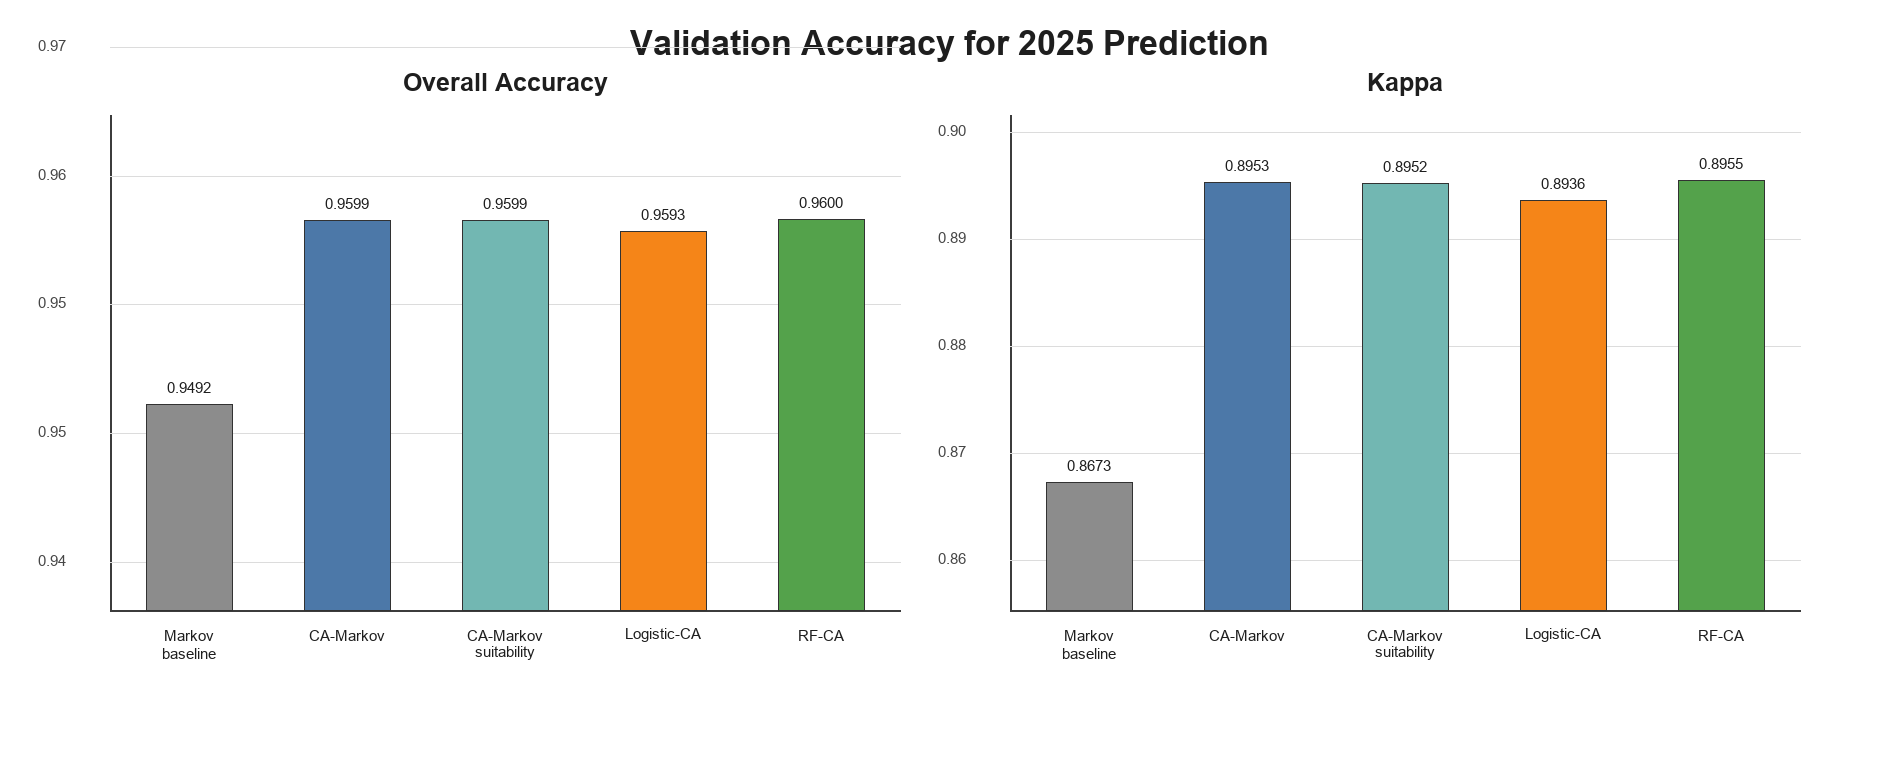 Validation Accuracy for 2025 Prediction
Overall Accuracy
0.97
0.96
0.95
0.95
0.94
0.9492
0.9599
0.9599
0.9593
0.9600
Markov
baseline
CA-Markov
CA-Markov
suitability
Logistic-CA
RF-CA
Kappa
0.90
0.89
0.88
0.87
0.86
0.8673
0.8953
0.8952
0.8936
0.8955
Markov
baseline
CA-Markov
CA-Markov
suitability
Logistic-CA
RF-CA